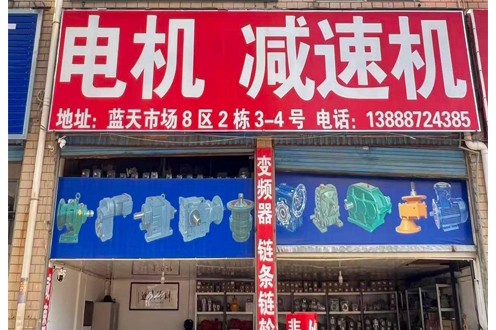 电机 减速机
地址：蓝天市场8区2栋3-4号 电话：13888724385
变频器 链条链轮
非